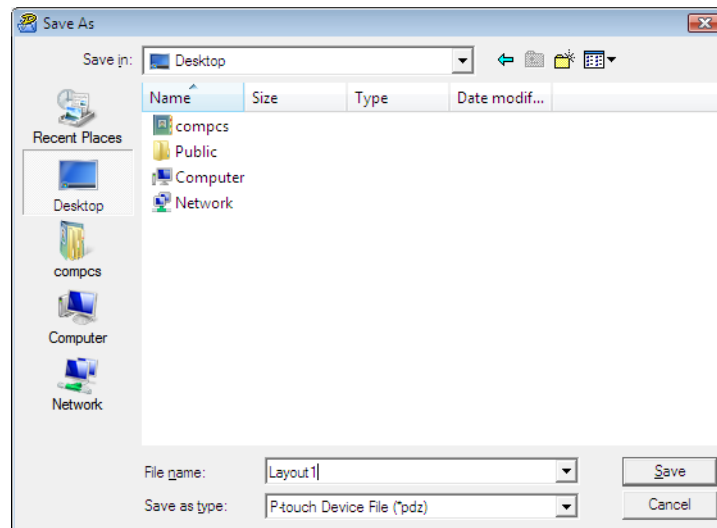 Save As
Save in: Desktop
Name Size Type Date modif...
Recent Places
Desktop
compcs
Computer
Network
compcs
Public
Computer
Network
File name: Layout1 Save
Save as type: P-touch Device File (*pdz) Cancel